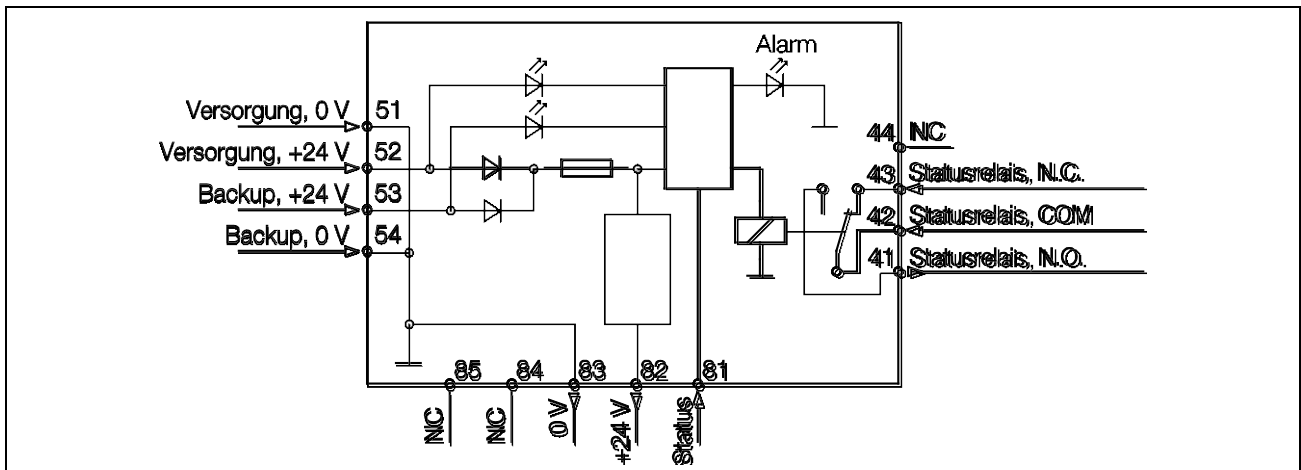 Alarm
Versorgung, 0 V 51
Versorgung, +24 V 52
Backup, +24 V 53
Backup, 0 V 54
44 NC
43 Statusrelais, N.C.
42 Statusrelais, COM
41 Statusrelais, N.O.
85 84 83 82 81
NC
NC
0 V
+24 V
Status